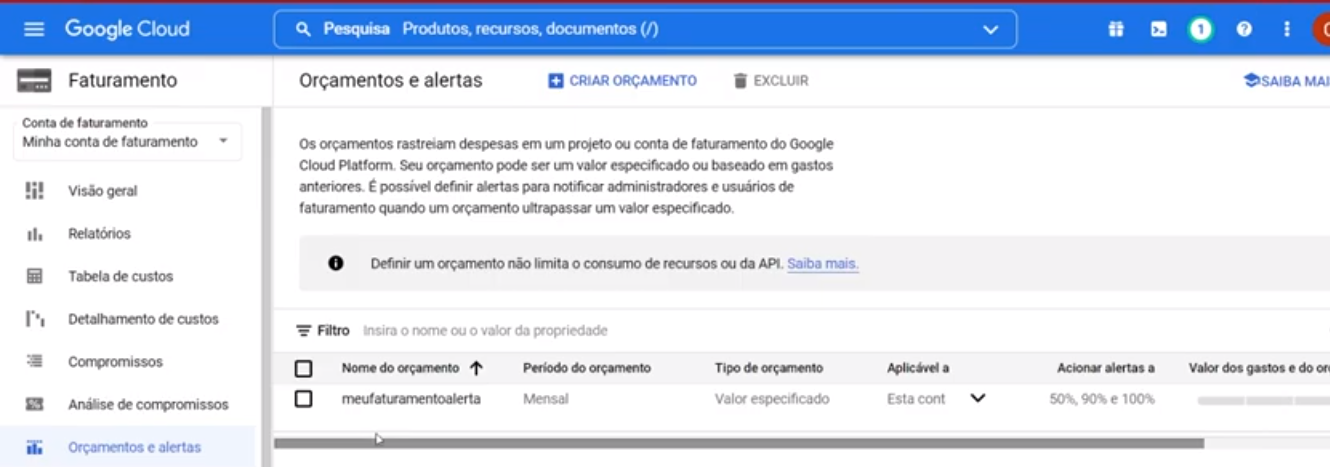 Google Cloud
Pesquisa Produtos, recursos, documentos (/)
1
Faturamento
Orçamentos e alertas
CRIAR ORÇAMENTO
EXCLUIR
SAIBA MAI
Conta de faturamento
Minha conta de faturamento
Visão geral
Relatórios
Tabela de custos
Detalhamento de custos
Compromissos
Análise de compromissos
Orçamentos e alertas
Os orçamentos rastreiam despesas em um projeto ou conta de faturamento do Google
Cloud Platform. Seu orçamento pode ser um valor especificado ou baseado em gastos
anteriores. É possível definir alertas para notificar administradores e usuários de
faturamento quando um orçamento ultrapassar um valor especificado.
Definir um orçamento não limita o consumo de recursos ou da API. Saiba mais.
Filtro Insira o nome ou o valor da propriedade
Nome do orçamento Período do orçamento Tipo de orçamento Aplicável a Acionar alertas a Valor dos gastos e do or
meufaturamentoalerta Mensal Valor especificado Esta cont 50%, 90% e 100%